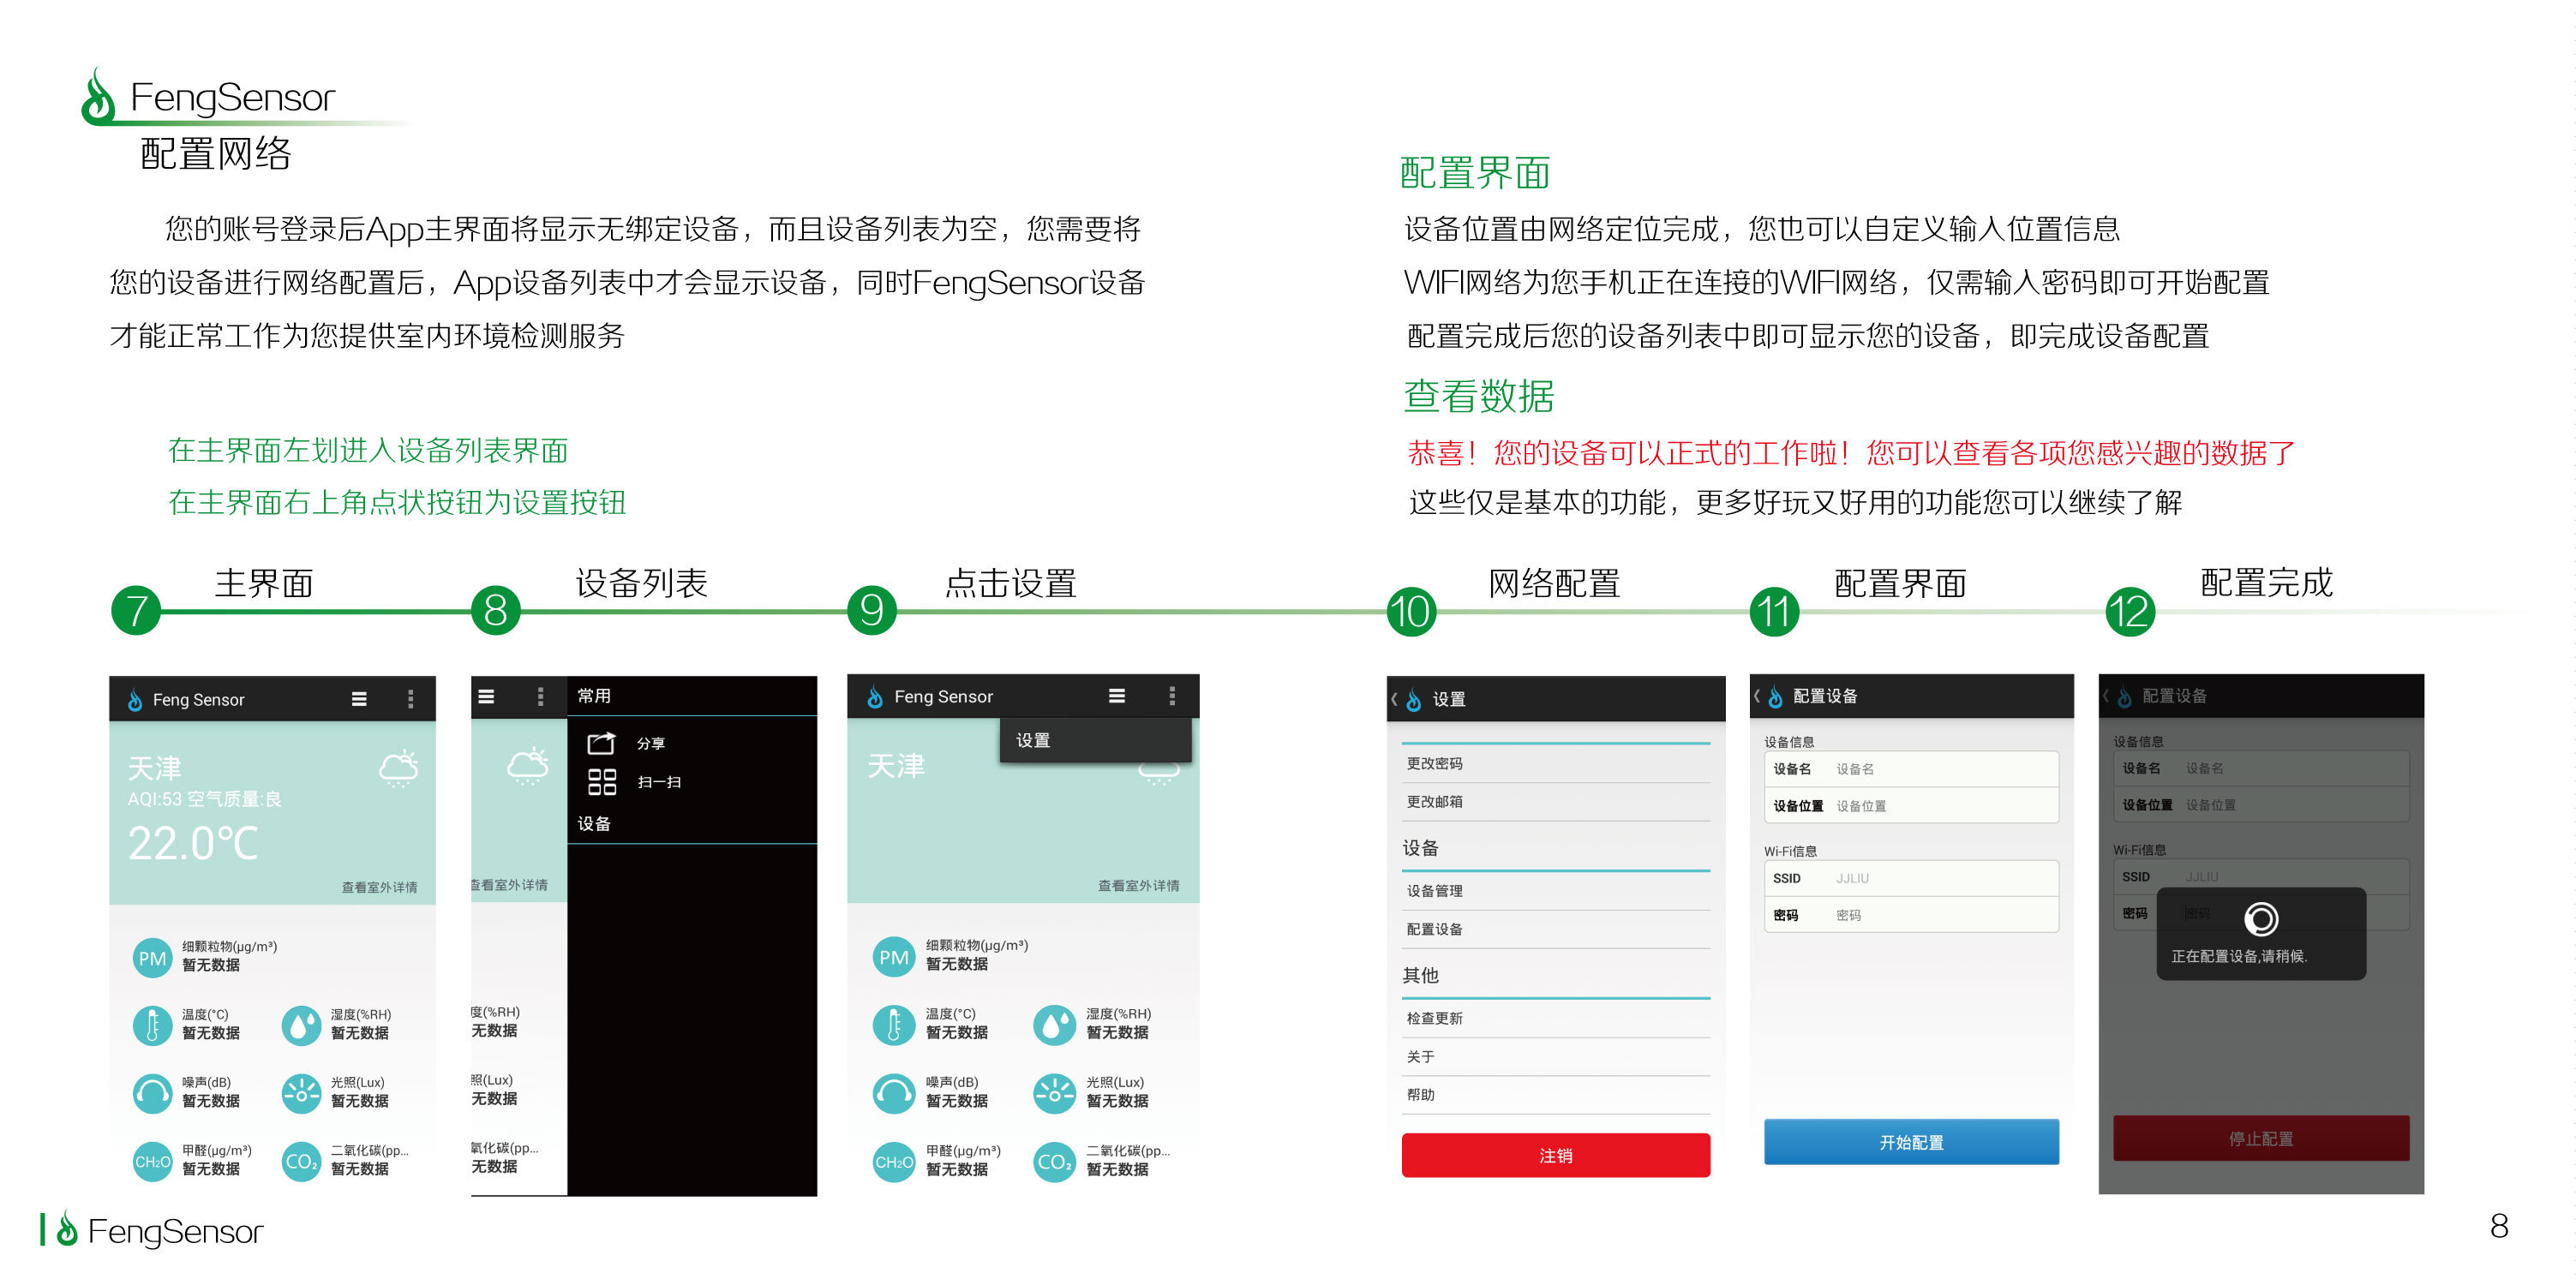 FengSensor
配置网络
您的账号登录后App主界面将显示无绑定设备，而且设备列表为空，您需要将
您的设备进行网络配置后，App设备列表中才会显示设备，同时FengSensor设备
才能正常工作为您提供室内环境检测服务
在主界面左划进入设备列表界面
在主界面右上角点状按钮为设置按钮
配置界面
设备位置由网络定位完成，您也可以自定义输入位置信息
WIFI网络为您手机正在连接的WIFI网络，仅需输入密码即可开始配置
配置完成后您的设备列表中即可显示您的设备，即完成设备配置
查看数据
恭喜！您的设备可以正式的工作啦！您可以查看各项您感兴趣的数据了
这些仅是基本的功能，更多好玩又好用的功能您可以继续了解
7 主界面
8 设备列表
9 点击设置
10 网络配置
11 配置界面
12 配置完成
Feng Sensor
天津
AQI:53 空气质量:良
22.0℃
查看室外详情
PM 细颗粒物(μg/m³)
暂无数据
温度(°C) 湿度(%RH)
暂无数据 暂无数据
噪声(dB) 光照(Lux)
暂无数据 暂无数据
CH₂O 甲醛(μg/m³) CO₂ 二氧化碳(pp...
暂无数据 暂无数据
常用
分享
扫一扫
设备
查看室外详情
度(%RH)
无数据
照(Lux)
无数据
氧化碳(pp...
无数据
Feng Sensor
设置
天津
查看室外详情
PM 细颗粒物(μg/m³)
暂无数据
温度(°C) 湿度(%RH)
暂无数据 暂无数据
噪声(dB) 光照(Lux)
暂无数据 暂无数据
CH₂O 甲醛(μg/m³) CO₂ 二氧化碳(pp...
暂无数据 暂无数据
设置
更改密码
更改邮箱
设备
设备管理
配置设备
其他
检查更新
关于
帮助
注销
配置设备
设备信息
设备名 设备名
设备位置 设备位置
Wi-Fi信息
SSID JJLIU
密码 密码
开始配置
配置设备
设备信息
设备名 设备名
设备位置 设备位置
Wi-Fi信息
SSID JJLIU
密码 密码
正在配置设备,请稍候.
停止配置
FengSensor
8